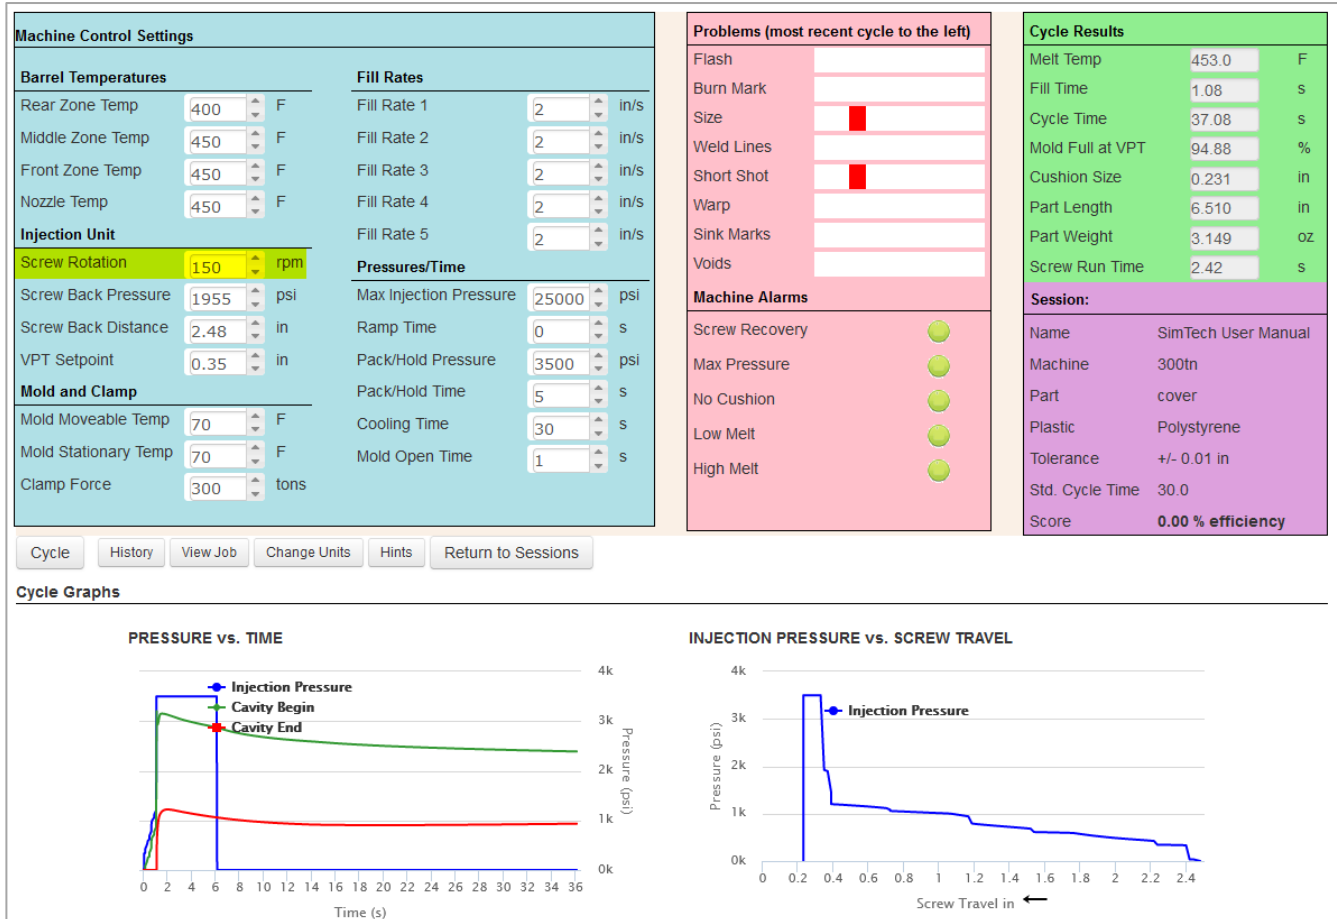 Machine Control Settings
Barrel Temperatures
Rear Zone Temp 400 F
Middle Zone Temp 450 F
Front Zone Temp 450 F
Nozzle Temp 450 F
Injection Unit
Screw Rotation 150 rpm
Screw Back Pressure 1955 psi
Screw Back Distance 2.48 in
VPT Setpoint 0.35 in
Mold and Clamp
Mold Moveable Temp 70 F
Mold Stationary Temp 70 F
Clamp Force 300 tons
Fill Rates
Fill Rate 1 2 in/s
Fill Rate 2 2 in/s
Fill Rate 3 2 in/s
Fill Rate 4 2 in/s
Fill Rate 5 2 in/s
Pressures/Time
Max Injection Pressure 25000 psi
Ramp Time 0 s
Pack/Hold Pressure 3500 psi
Pack/Hold Time 5 s
Cooling Time 30 s
Mold Open Time 1 s
Problems (most recent cycle to the left)
Flash
Burn Mark
Size
Weld Lines
Short Shot
Warp
Sink Marks
Voids
Machine Alarms
Screw Recovery
Max Pressure
No Cushion
Low Melt
High Melt
Cycle Results
Melt Temp 453.0 F
Fill Time 1.08 s
Cycle Time 37.08 s
Mold Full at VPT 94.88 %
Cushion Size 0.231 in
Part Length 6.510 in
Part Weight 3.149 oz
Screw Run Time 2.42 s
Session:
Name SimTech User Manual
Machine 300tn
Part cover
Plastic Polystyrene
Tolerance +/- 0.01 in
Std. Cycle Time 30.0
Score 0.00 % efficiency
Cycle History View Job Change Units Hints Return to Sessions
Cycle Graphs
PRESSURE vs. TIME
Injection Pressure
Cavity Begin
Cavity End
4k
3k
2k
1k
0k
Pressure (psi)
0 2 4 6 8 10 12 14 16 18 20 22 24 26 28 30 32 34 36
Time (s)
INJECTION PRESSURE vs. SCREW TRAVEL
Injection Pressure
4k
3k
2k
1k
0k
Pressure (psi)
0 0.2 0.4 0.6 0.8 1 1.2 1.4 1.6 1.8 2 2.2 2.4
Screw Travel in ←